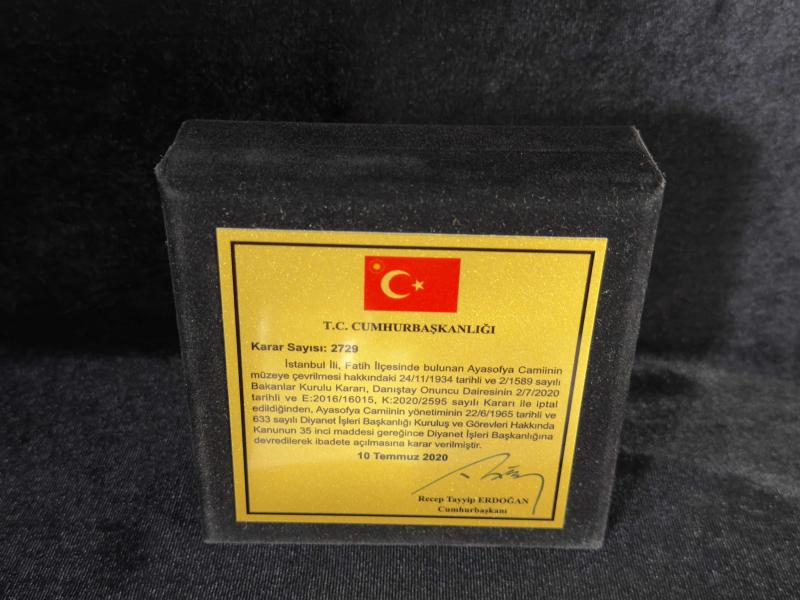 T.C. CUMHURBAŞKANLIĞI
Karar Sayısı: 2729
İstanbul İli, Fatih İlçesinde bulunan Ayasofya Camiinin
müzeye çevrilmesi hakkındaki 24/11/1934 tarihli ve 2/1589 sayılı
Bakanlar Kurulu Kararı, Danıştay Onuncu Dairesinin 2/7/2020
tarihli ve E:2016/16015, K:2020/2595 sayılı Kararı ile iptal
edildiğinden, Ayasofya Camiinin yönetiminin 22/6/1965 tarihli ve
633 sayılı Diyanet İşleri Başkanlığı Kuruluş ve Görevleri Hakkında
Kanunun 35 inci maddesi gereğince Diyanet İşleri Başkanlığına
devredilerek ibadete açılmasına karar verilmiştir.
10 Temmuz 2020
Recep Tayyip ERDOĞAN
Cumhurbaşkanı